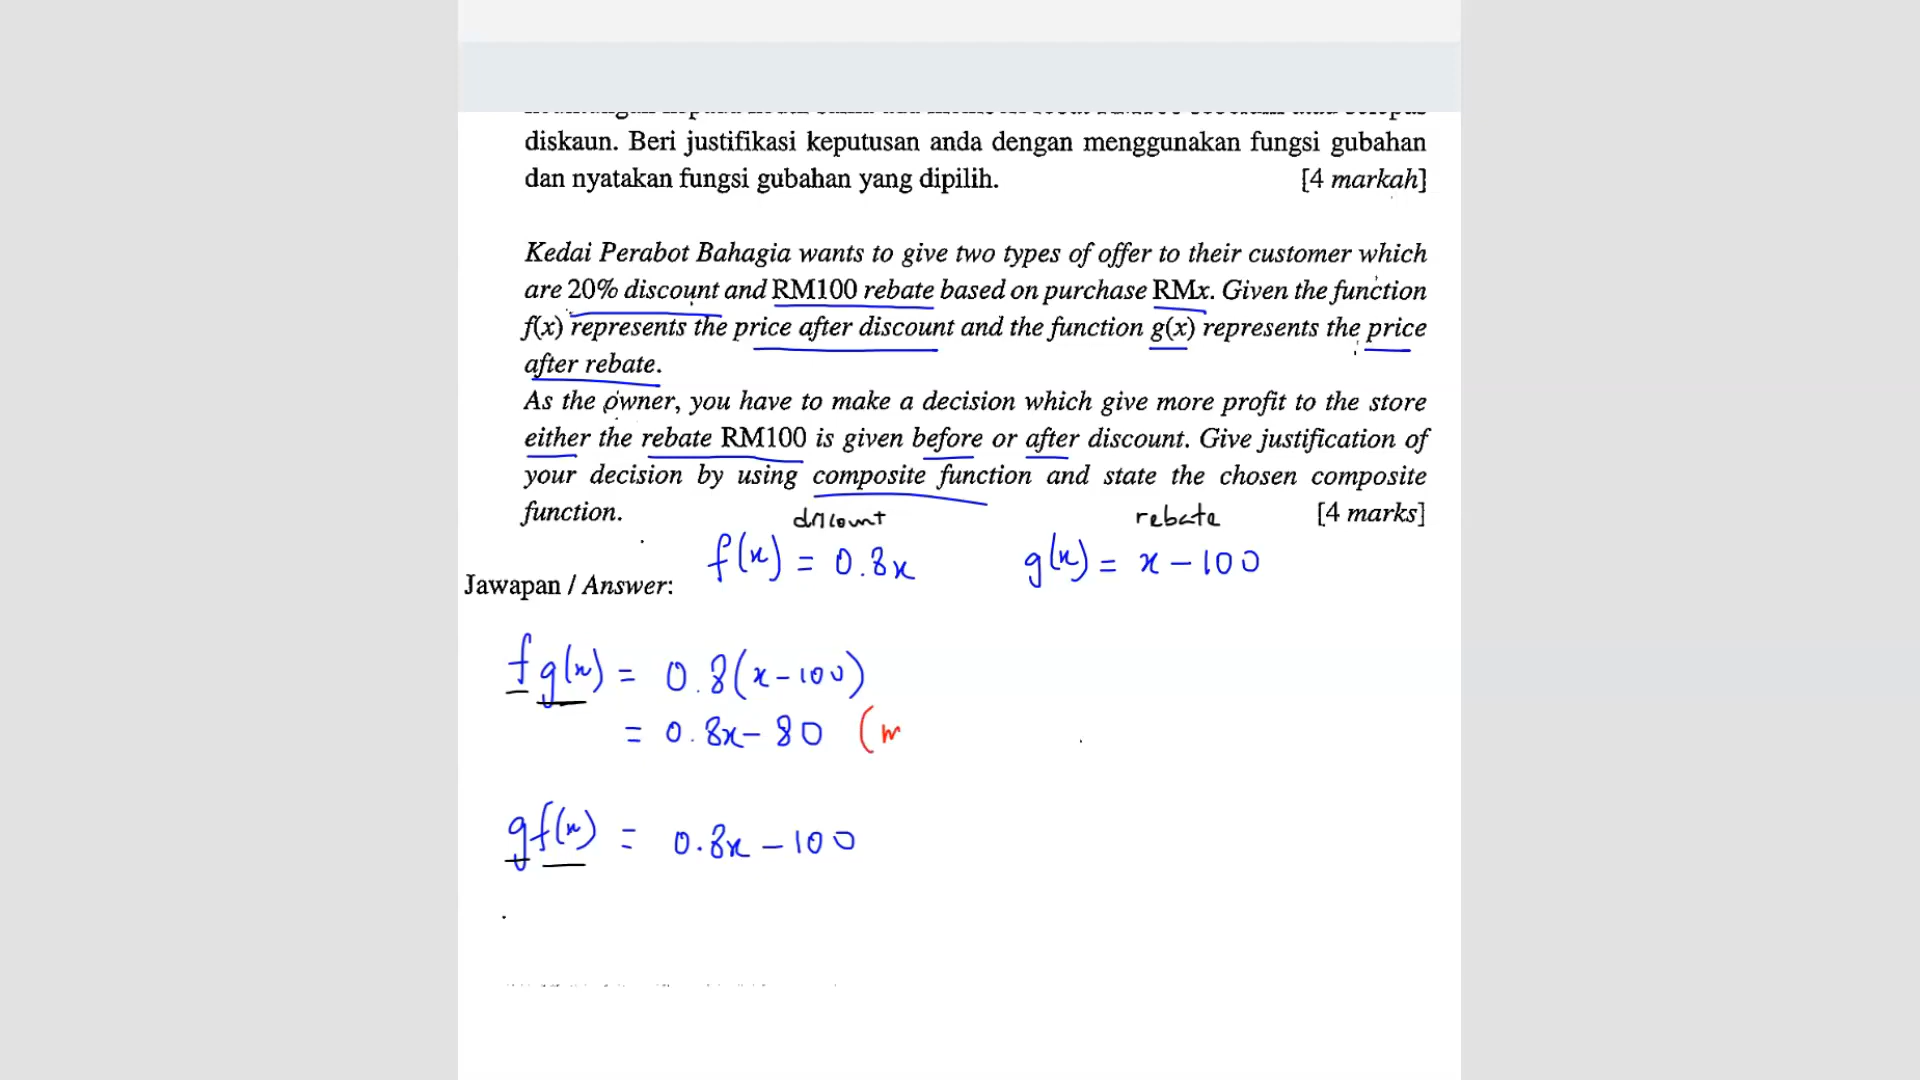 diskaun. Beri justifikasi keputusan anda dengan menggunakan fungsi gubahan
dan nyatakan fungsi gubahan yang dipilih. [4 markah]
Kedai Perabot Bahagia wants to give two types of offer to their customer which
are 20% discount and RM100 rebate based on purchase RMx. Given the function
f(x) represents the price after discount and the function g(x) represents the price
after rebate.
As the owner, you have to make a decision which give more profit to the store
either the rebate RM100 is given before or after discount. Give justification of
your decision by using composite function and state the chosen composite
function. [4 marks]
discount rebate
f(x) = 0.8x g(x) = x - 100
Jawapan / Answer:
fg(x) = 0.8(x-100)
= 0.8x - 80 (m
gf(x) = 0.8x - 100